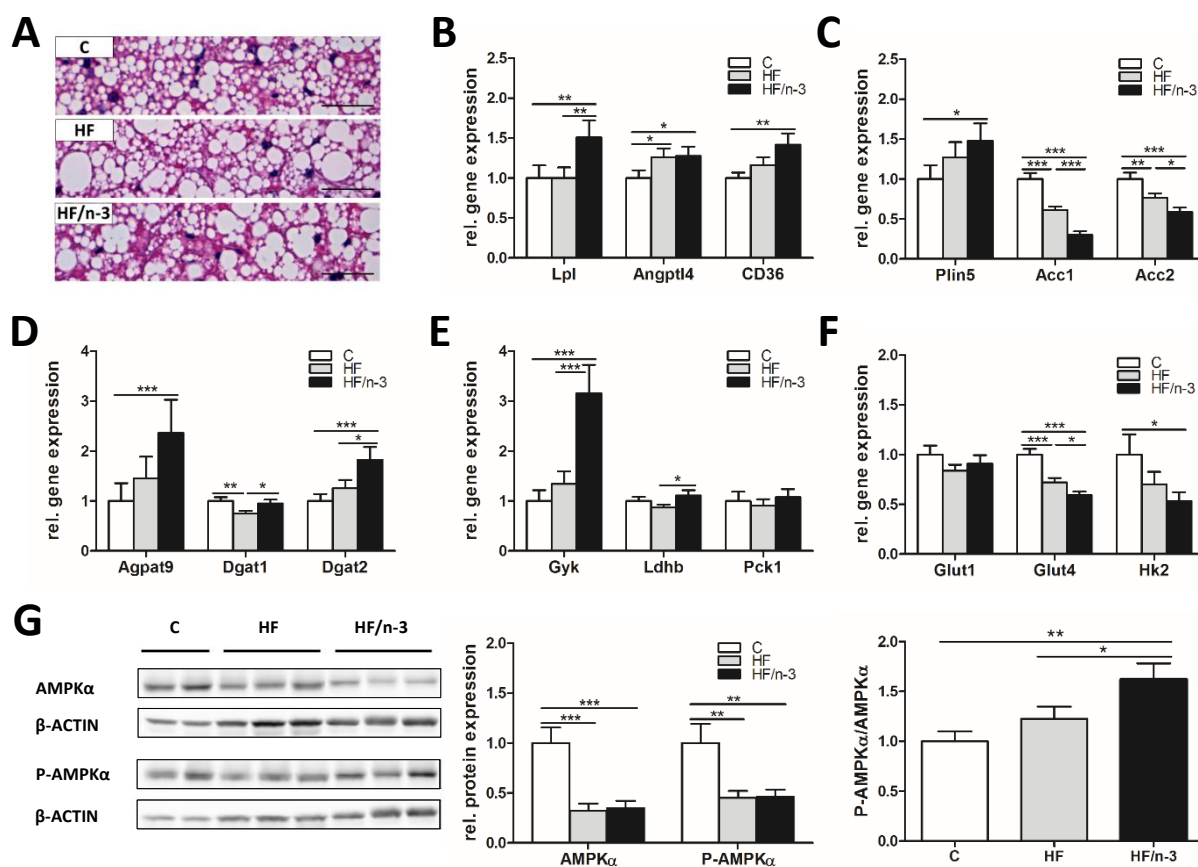 A
C
HF
HF/n-3
B
rel. gene expression
2.0
1.5
1.0
0.5
0.0
C
HF
HF/n-3
**
**
*
*
**
Lpl
Angptl4
CD36
C
rel. gene expression
2.0
1.5
1.0
0.5
0.0
C
HF
HF/n-3
*
***
***
***
***
**
*
Plin5
Acc1
Acc2
D
rel. gene expression
4
3
2
1
0
C
HF
HF/n-3
***
**
*
***
*
Agpat9
Dgat1
Dgat2
E
rel. gene expression
4
3
2
1
0
C
HF
HF/n-3
***
***
*
Gyk
Ldhb
Pck1
F
rel. gene expression
2.0
1.5
1.0
0.5
0.0
C
HF
HF/n-3
***
***
*
*
Glut1
Glut4
Hk2
G
C
HF
HF/n-3
AMPKα
β-ACTIN
P-AMPKα
β-ACTIN
rel. protein expression
2.0
1.5
1.0
0.5
0.0
C
HF
HF/n-3
***
***
**
**
AMPKα
P-AMPKα
P-AMPKα/AMPKα
2.0
1.5
1.0
0.5
0.0
**
*
C
HF
HF/n-3